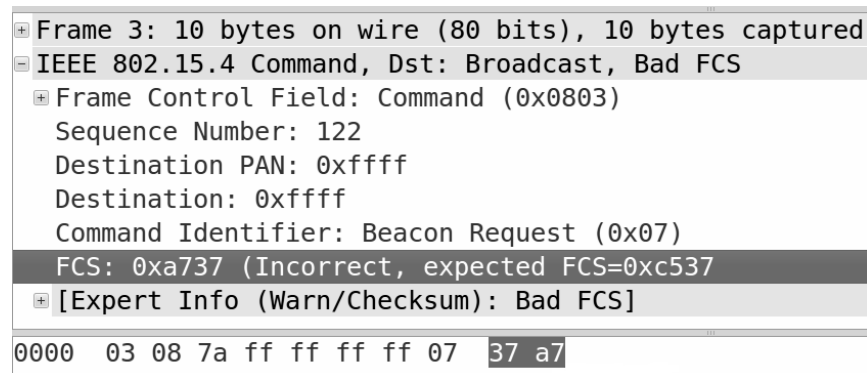 Frame 3: 10 bytes on wire (80 bits), 10 bytes captured
IEEE 802.15.4 Command, Dst: Broadcast, Bad FCS
Frame Control Field: Command (0x0803)
Sequence Number: 122
Destination PAN: 0xffff
Destination: 0xffff
Command Identifier: Beacon Request (0x07)
FCS: 0xa737 (Incorrect, expected FCS=0xc537
[Expert Info (Warn/Checksum): Bad FCS]
0000 03 08 7a ff ff ff ff 07 37 a7